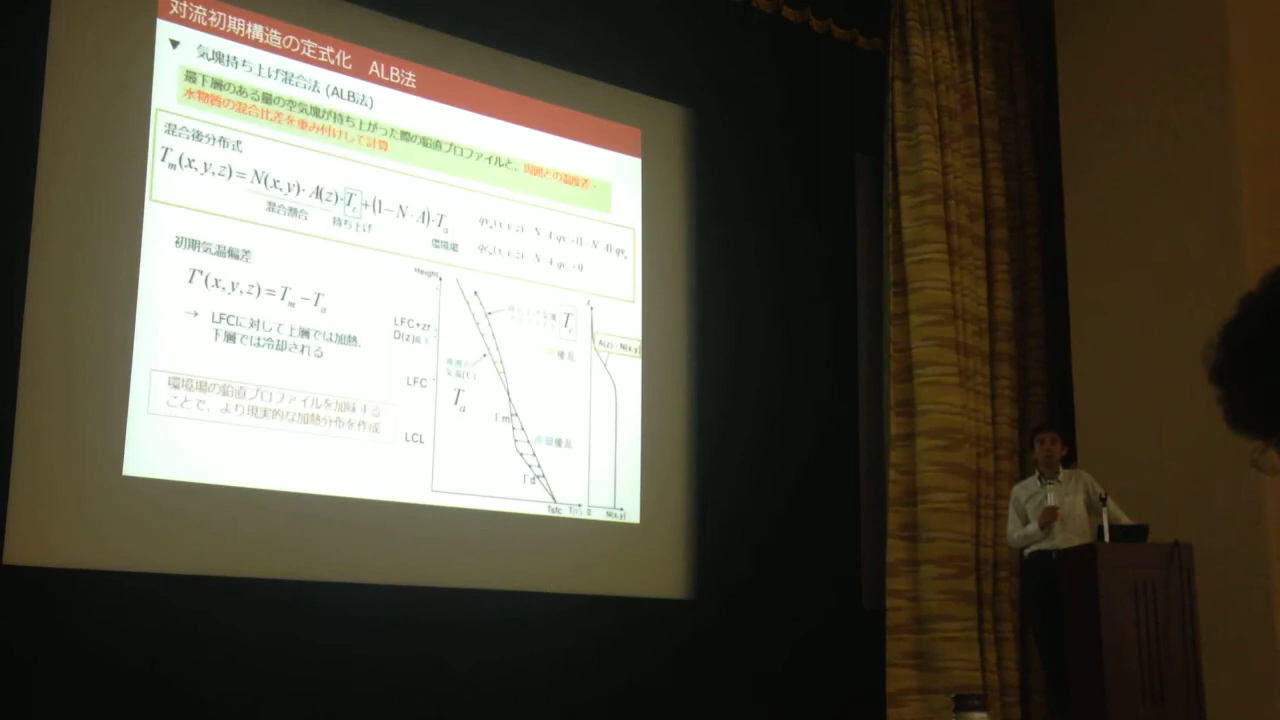 対流初期構造の定式化 ALB法
▼ 気塊持ち上げ混合法 (ALB法)
最下層のある量の空気塊が持ち上がった際の鉛直プロファイルと、周囲との温度差・
水物質の混合比差を重み付けして計算
混合後分布式
T_m(x,y,z)=N(x,y)·A(z)·T_c+(1−N·A)·T_a
混合割合 持ち上げ 環境場
初期気温偏差
T'(x,y,z)=T_m−T_a
→ LFCに対して上層では加熱、
下層では冷却される
環境場の鉛直プロファイルを加味する
ことで、より現実的な加熱分布を作成
Height
LFC+zr
LFC
LCL
T_a
Γm
Γd
Tsfc
z
A(z)·N(x,y)
0
N(x,y)